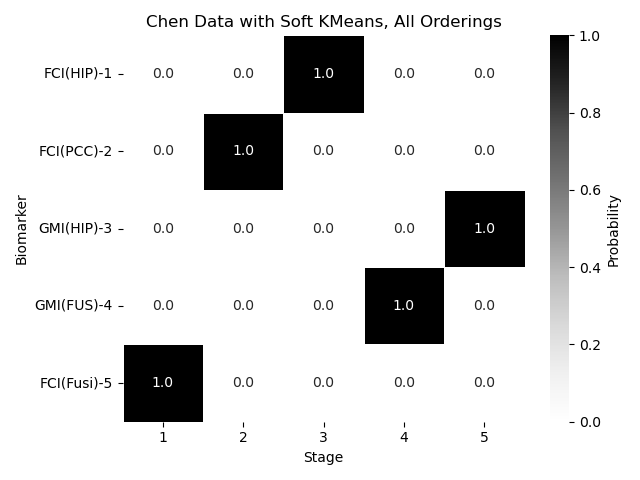 Chen Data with Soft KMeans, All Orderings
FCI(HIP)-1 0.0 0.0 1.0 0.0 0.0
FCI(PCC)-2 0.0 1.0 0.0 0.0 0.0
GMI(HIP)-3 0.0 0.0 0.0 0.0 1.0
GMI(FUS)-4 0.0 0.0 0.0 1.0 0.0
FCI(Fusi)-5 1.0 0.0 0.0 0.0 0.0
1 2 3 4 5
Stage
Biomarker
1.0
0.8
0.6
0.4
0.2
0.0
Probability